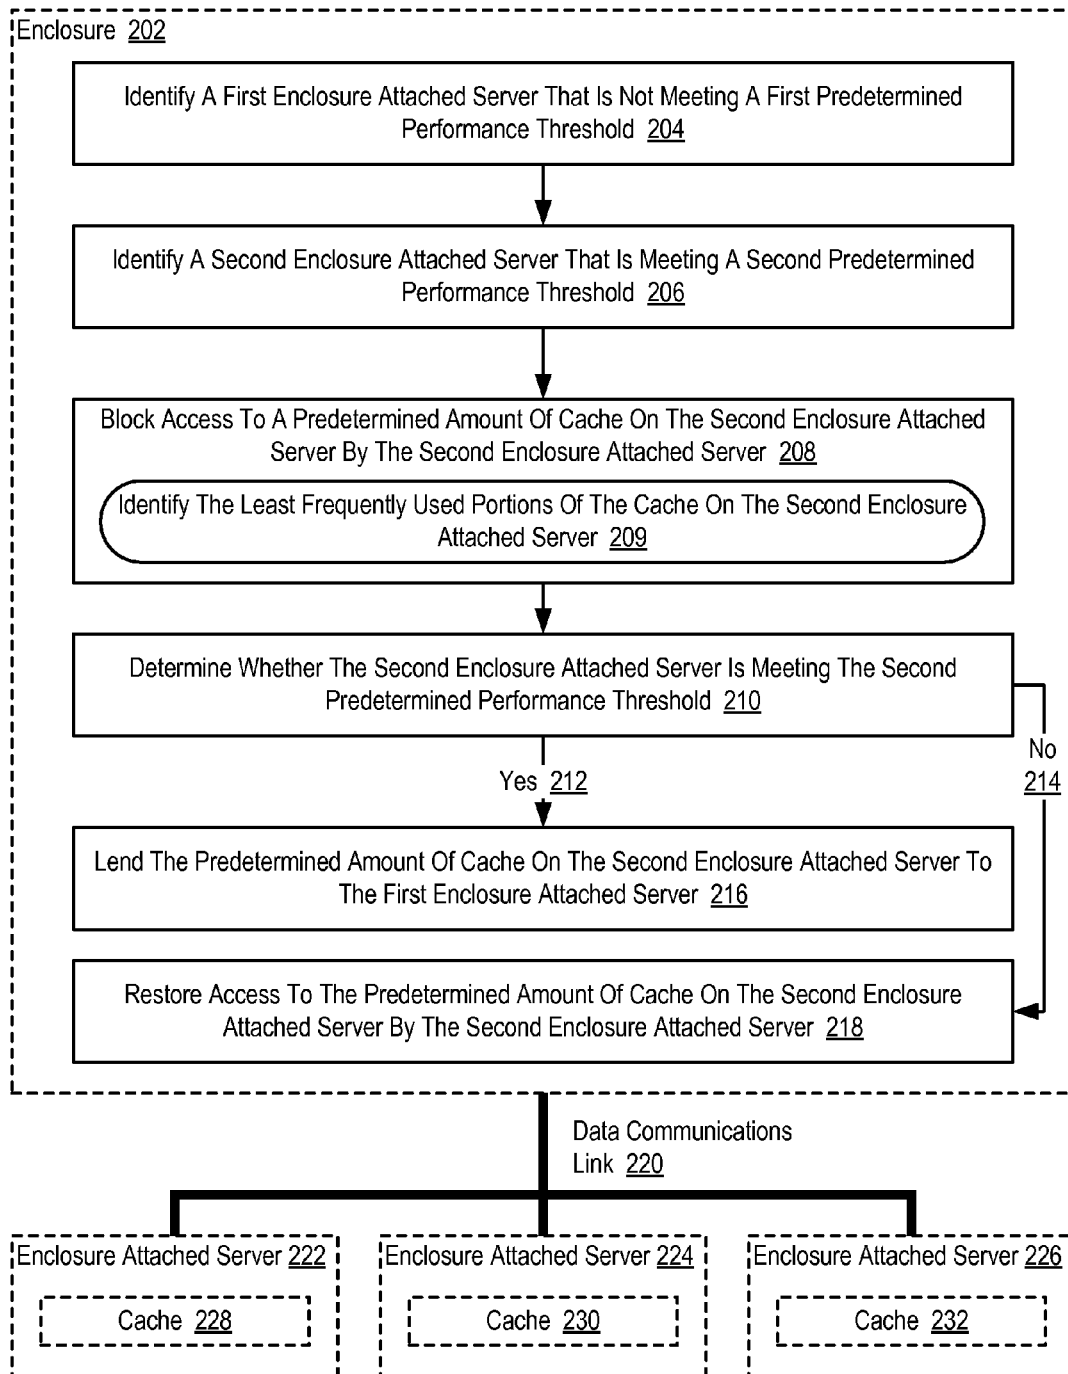 Enclosure 202
Identify A First Enclosure Attached Server That Is Not Meeting A First Predetermined
Performance Threshold 204
Identify A Second Enclosure Attached Server That Is Meeting A Second Predetermined
Performance Threshold 206
Block Access To A Predetermined Amount Of Cache On The Second Enclosure Attached
Server By The Second Enclosure Attached Server 208
Identify The Least Frequently Used Portions Of The Cache On The Second Enclosure
Attached Server 209
Determine Whether The Second Enclosure Attached Server Is Meeting The Second
Predetermined Performance Threshold 210
No
214
Yes 212
Lend The Predetermined Amount Of Cache On The Second Enclosure Attached Server To
The First Enclosure Attached Server 216
Restore Access To The Predetermined Amount Of Cache On The Second Enclosure
Attached Server By The Second Enclosure Attached Server 218
Data Communications
Link 220
Enclosure Attached Server 222
Cache 228
Enclosure Attached Server 224
Cache 230
Enclosure Attached Server 226
Cache 232